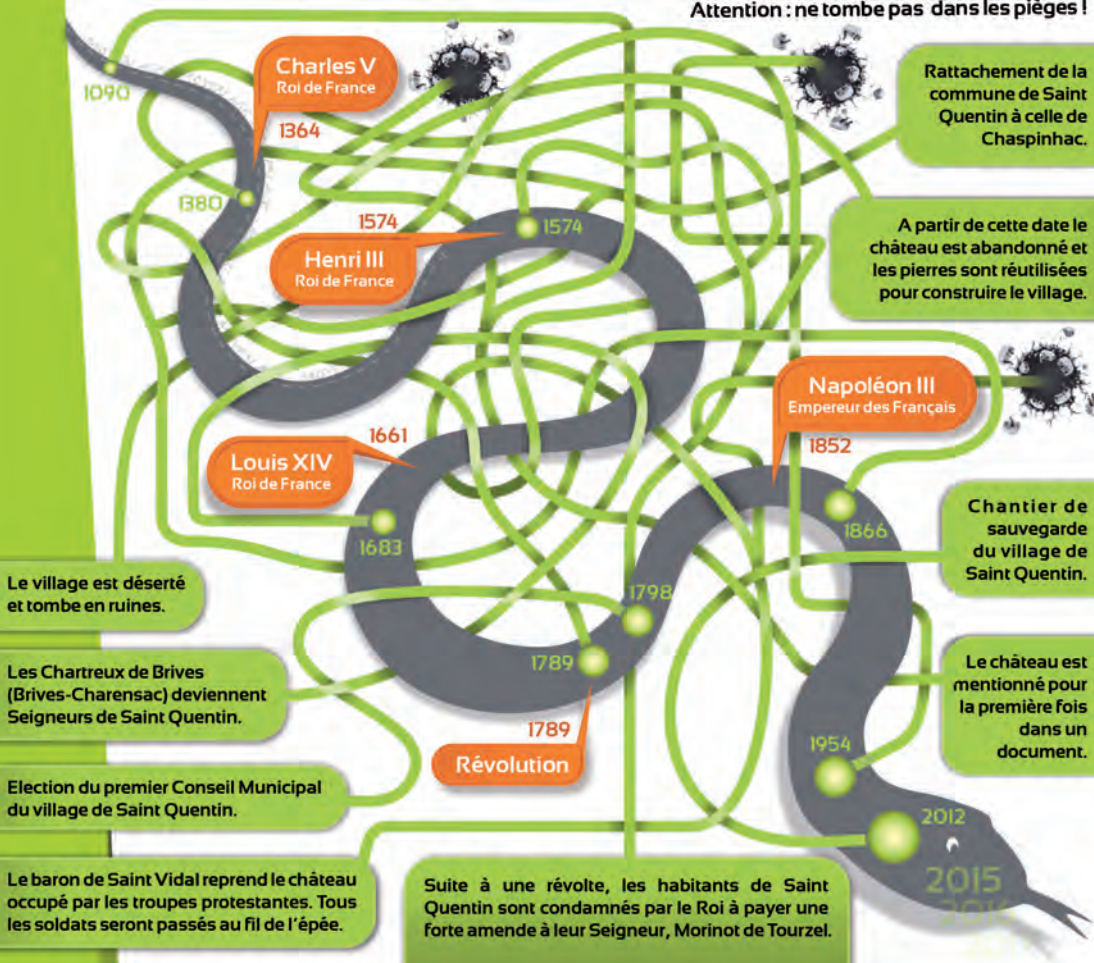 Attention : ne tombe pas dans les pièges !
1090
Charles V
Roi de France
1364
1380
Rattachement de la
commune de Saint
Quentin à celle de
Chaspinhac.
1574
Henri III
Roi de France
1574
A partir de cette date le
château est abandonné et
les pierres sont réutilisées
pour construire le village.
Napoléon III
Empereur des Français
1852
1661
Louis XIV
Roi de France
1683
1866
Chantier de
sauvegarde
du village de
Saint Quentin.
Le village est déserté
et tombe en ruines.
1798
1789
Les Chartreux de Brives
(Brives-Charensac) deviennent
Seigneurs de Saint Quentin.
Le château est
mentionné pour
la première fois
dans un
document.
1789
Révolution
1954
Election du premier Conseil Municipal
du village de Saint Quentin.
2012
Le baron de Saint Vidal reprend le château
occupé par les troupes protestantes. Tous
les soldats seront passés au fil de l'épée.
Suite à une révolte, les habitants de Saint
Quentin sont condamnés par le Roi à payer une
forte amende à leur Seigneur, Morinot de Tourzel.
2015
2016